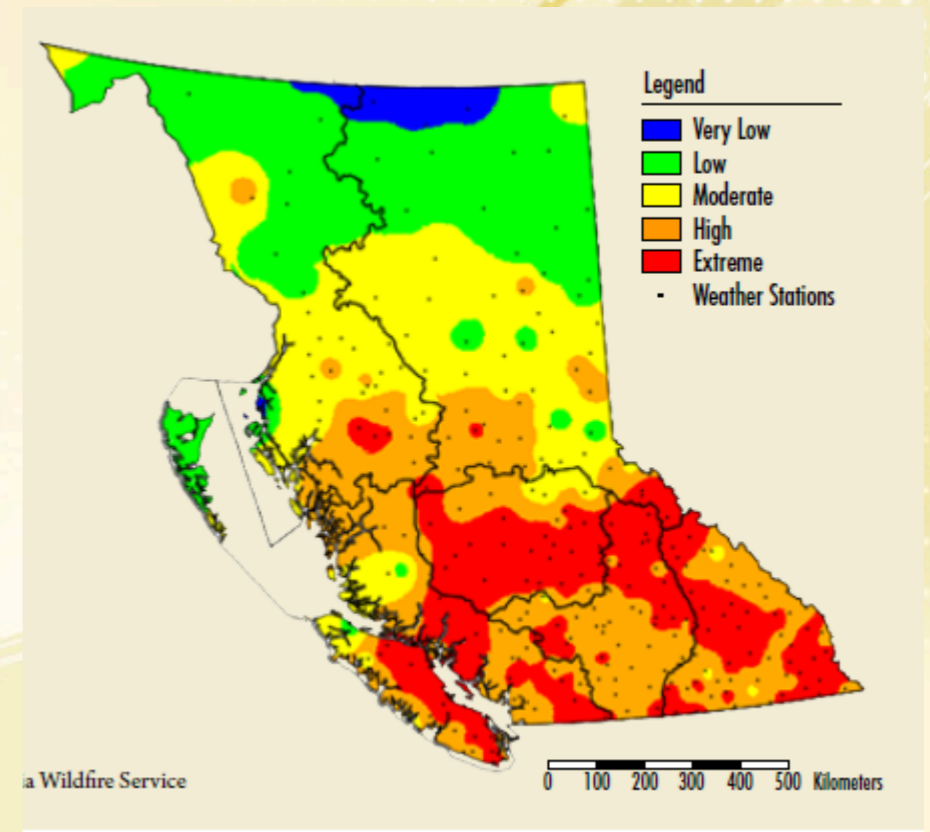 Legend
Very Low
Low
Moderate
High
Extreme
Weather Stations
a Wildfire Service
0 100 200 300 400 500 Kilometers